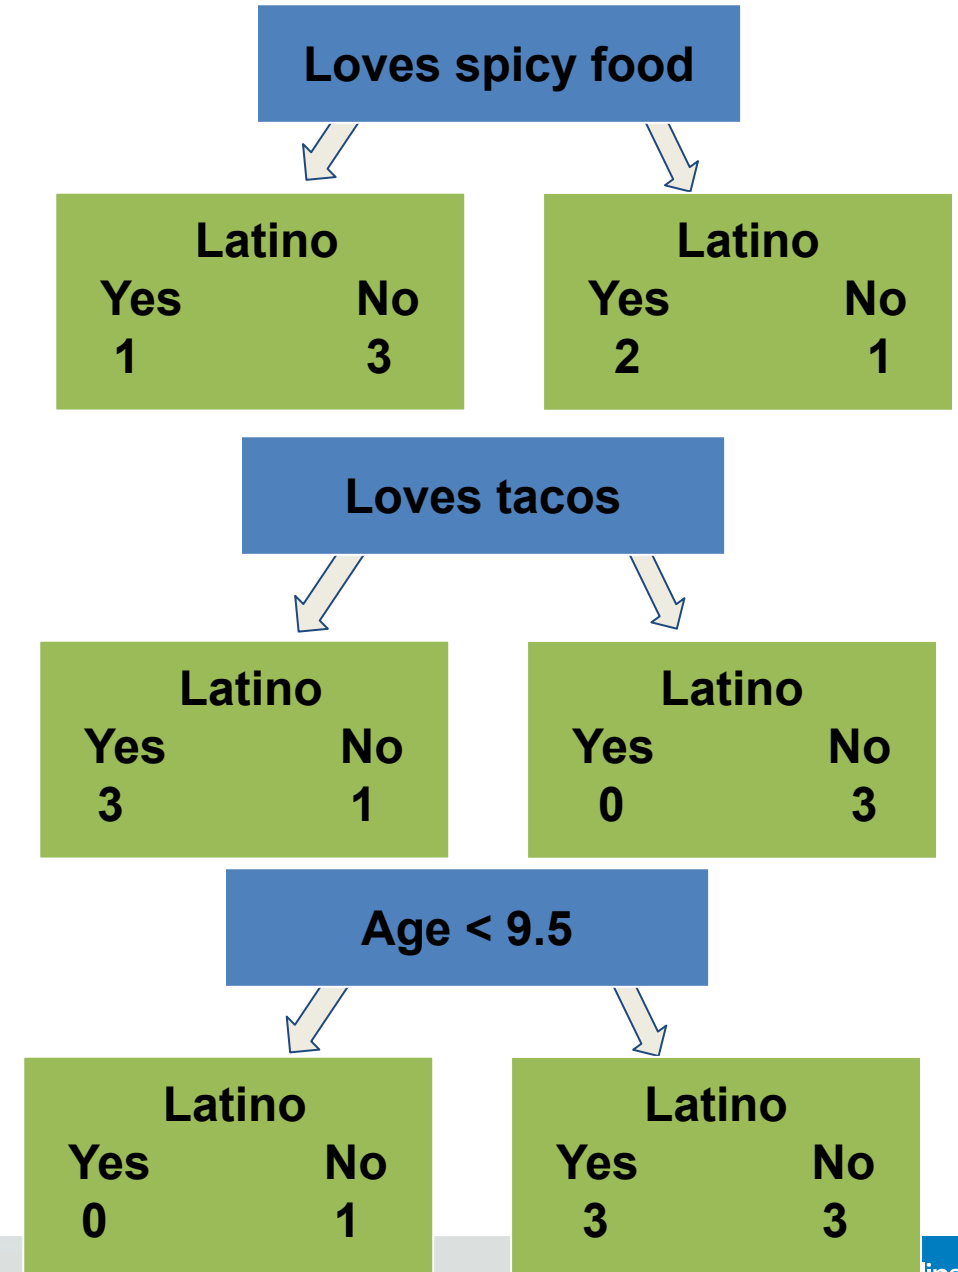 Loves spicy food
Latino Latino
Yes No Yes No
1 3 2 1
Loves tacos
Latino Latino
Yes No Yes No
3 1 0 3
Age < 9.5
Latino Latino
Yes No Yes No
0 1 3 3